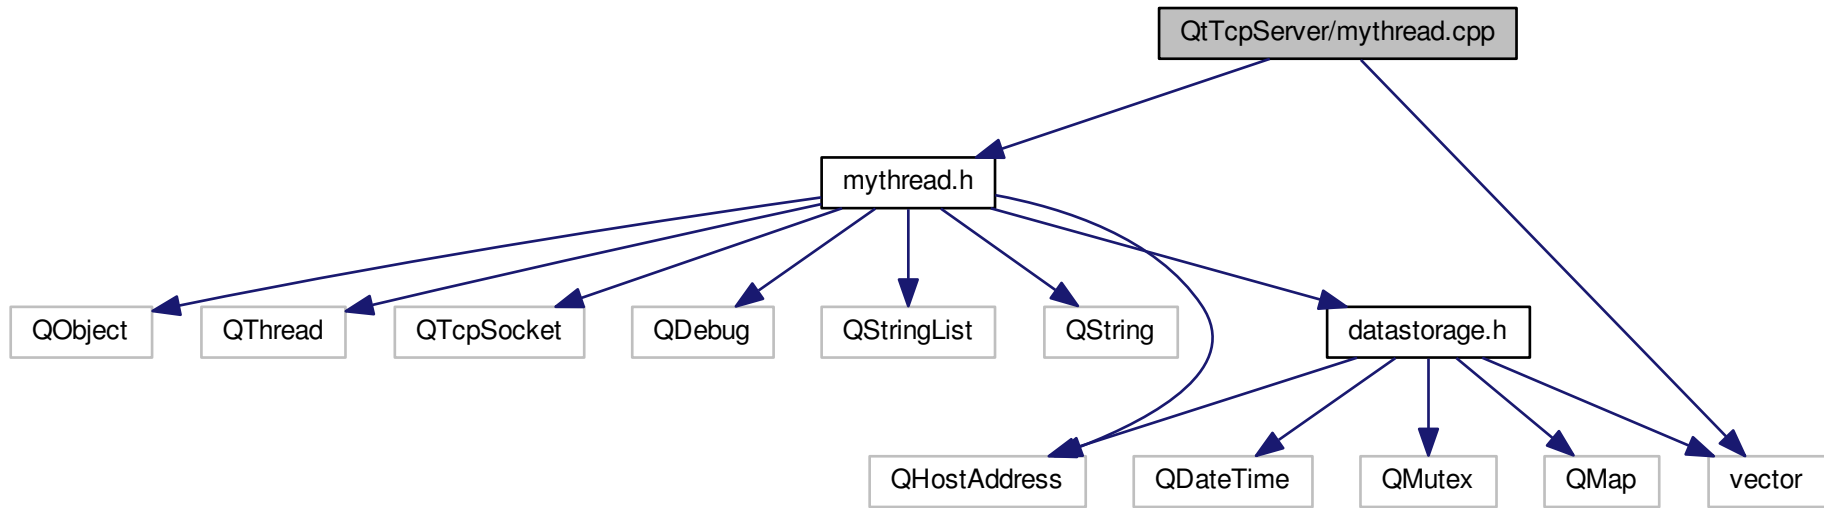 QtTcpServer/mythread.cpp
mythread.h
QObject
QThread
QTcpSocket
QDebug
QStringList
QString
datastorage.h
QHostAddress
QDateTime
QMutex
QMap
vector